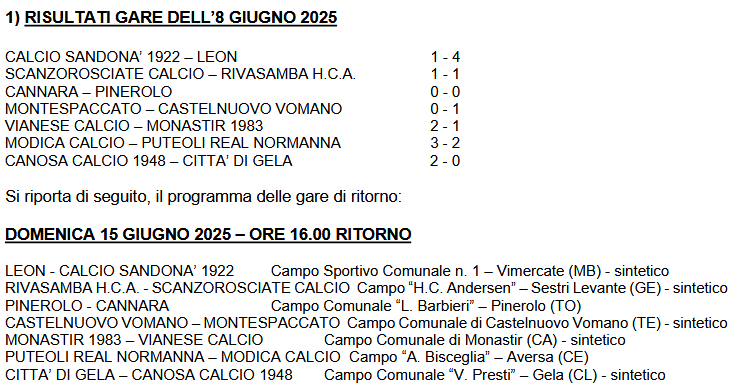 1) RISULTATI GARE DELL’8 GIUGNO 2025
CALCIO SANDONA’ 1922 – LEON 1 - 4
SCANZOROSCIATE CALCIO – RIVASAMBA H.C.A. 1 - 1
CANNARA – PINEROLO 0 - 0
MONTESPACCATO – CASTELNUOVO VOMANO 0 - 1
VIANESE CALCIO – MONASTIR 1983 2 - 1
MODICA CALCIO – PUTEOLI REAL NORMANNA 3 - 2
CANOSA CALCIO 1948 – CITTA’ DI GELA 2 - 0
Si riporta di seguito, il programma delle gare di ritorno:
DOMENICA 15 GIUGNO 2025 – ORE 16.00 RITORNO
LEON - CALCIO SANDONA’ 1922 Campo Sportivo Comunale n. 1 – Vimercate (MB) - sintetico
RIVASAMBA H.C.A. - SCANZOROSCIATE CALCIO Campo “H.C. Andersen” – Sestri Levante (GE) - sintetico
PINEROLO - CANNARA Campo Comunale “L. Barbieri” – Pinerolo (TO)
CASTELNUOVO VOMANO – MONTESPACCATO Campo Comunale di Castelnuovo Vomano (TE) - sintetico
MONASTIR 1983 – VIANESE CALCIO Campo Comunale di Monastir (CA) - sintetico
PUTEOLI REAL NORMANNA – MODICA CALCIO Campo “A. Bisceglia” – Aversa (CE)
CITTA’ DI GELA – CANOSA CALCIO 1948 Campo Comunale “V. Presti” – Gela (CL) - sintetico